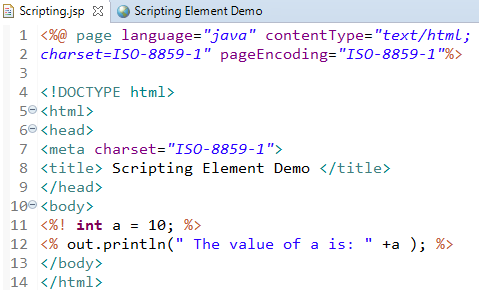 Scripting.jsp Scripting Element Demo
1 <%@ page language="java" contentType="text/html;
2 charset=ISO-8859-1" pageEncoding="ISO-8859-1"%>
3
4 <!DOCTYPE html>
5 <html>
6 <head>
7 <meta charset="ISO-8859-1">
8 <title> Scripting Element Demo </title>
9 </head>
10 <body>
11 <%! int a = 10; %>
12 <% out.println(" The value of a is: " +a ); %>
13 </body>
14 </html>